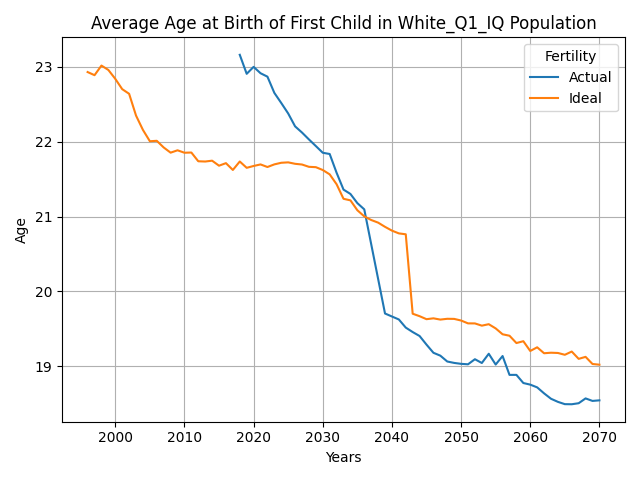 Average Age at Birth of First Child in White_Q1_IQ Population
Fertility
Actual
Ideal
Age
23
22
21
20
19
2000
2010
2020
2030
2040
2050
2060
2070
Years